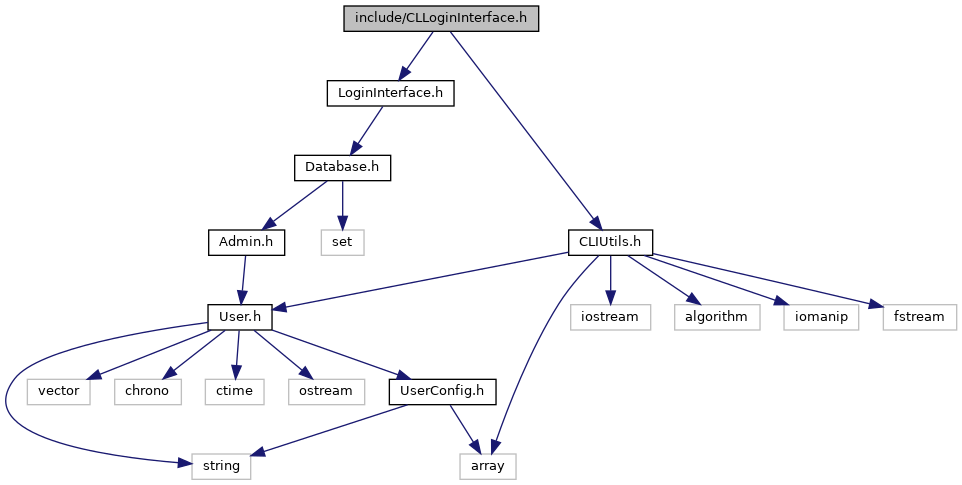 include/CLLoginInterface.h
LoginInterface.h
Database.h
Admin.h
set
CLIUtils.h
User.h
iostream
algorithm
iomanip
fstream
vector
chrono
ctime
ostream
UserConfig.h
string
array